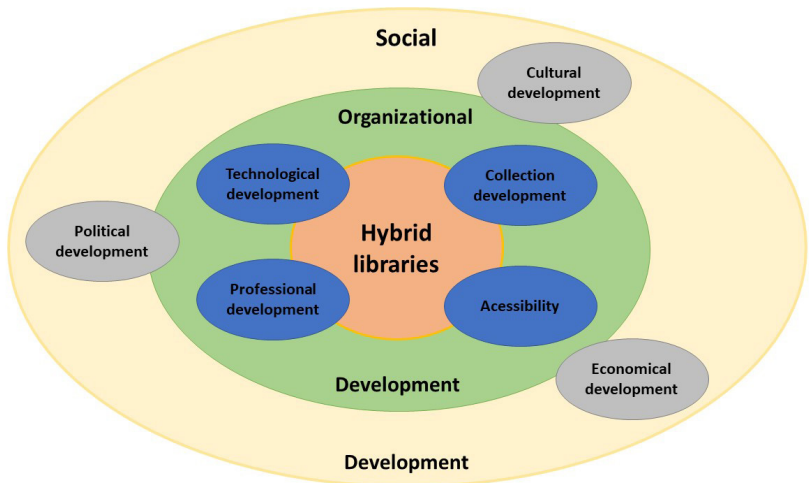 Social
Cultural
development
Organizational
Technological
development
Collection
development
Political
development
Hybrid
libraries
Professional
development
Acessibility
Economical
development
Development
Development